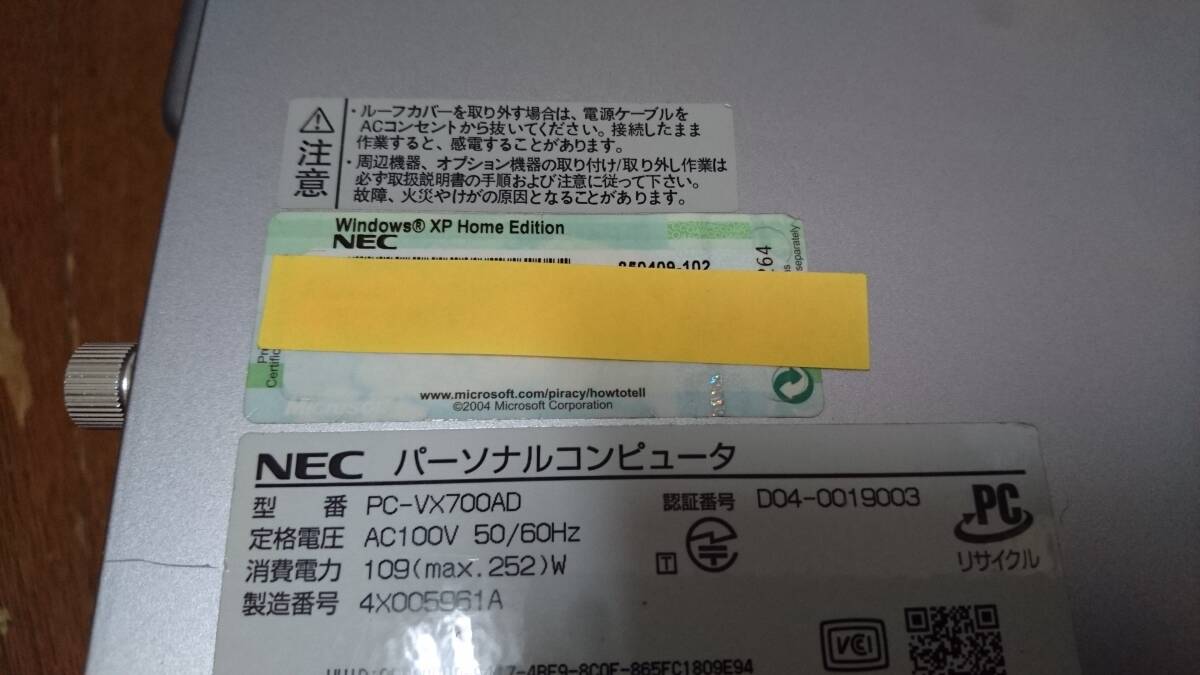 注意
・ルーフカバーを取り外す場合は、電源ケーブルを
ACコンセントから抜いてください。接続したまま
作業すると、感電することがあります。
・周辺機器、オプション機器の取り付け/取り外し作業は
必ず取扱説明書の手順および注意に従って下さい。
故障、火災やけがの原因となることがあります。
Windows® XP Home Edition
NEC
264
separately
www.microsoft.com/piracy/howtotell
©2004 Microsoft Corporation
NEC パーソナルコンピュータ
型 番 PC-VX700AD
認証番号 D04-0019003
定格電圧 AC100V 50/60Hz
消費電力 109(max.252)W
製造番号 4X005961A
T
PC
リサイクル
VCI
-4BF9-8C0F-865FC1809E94